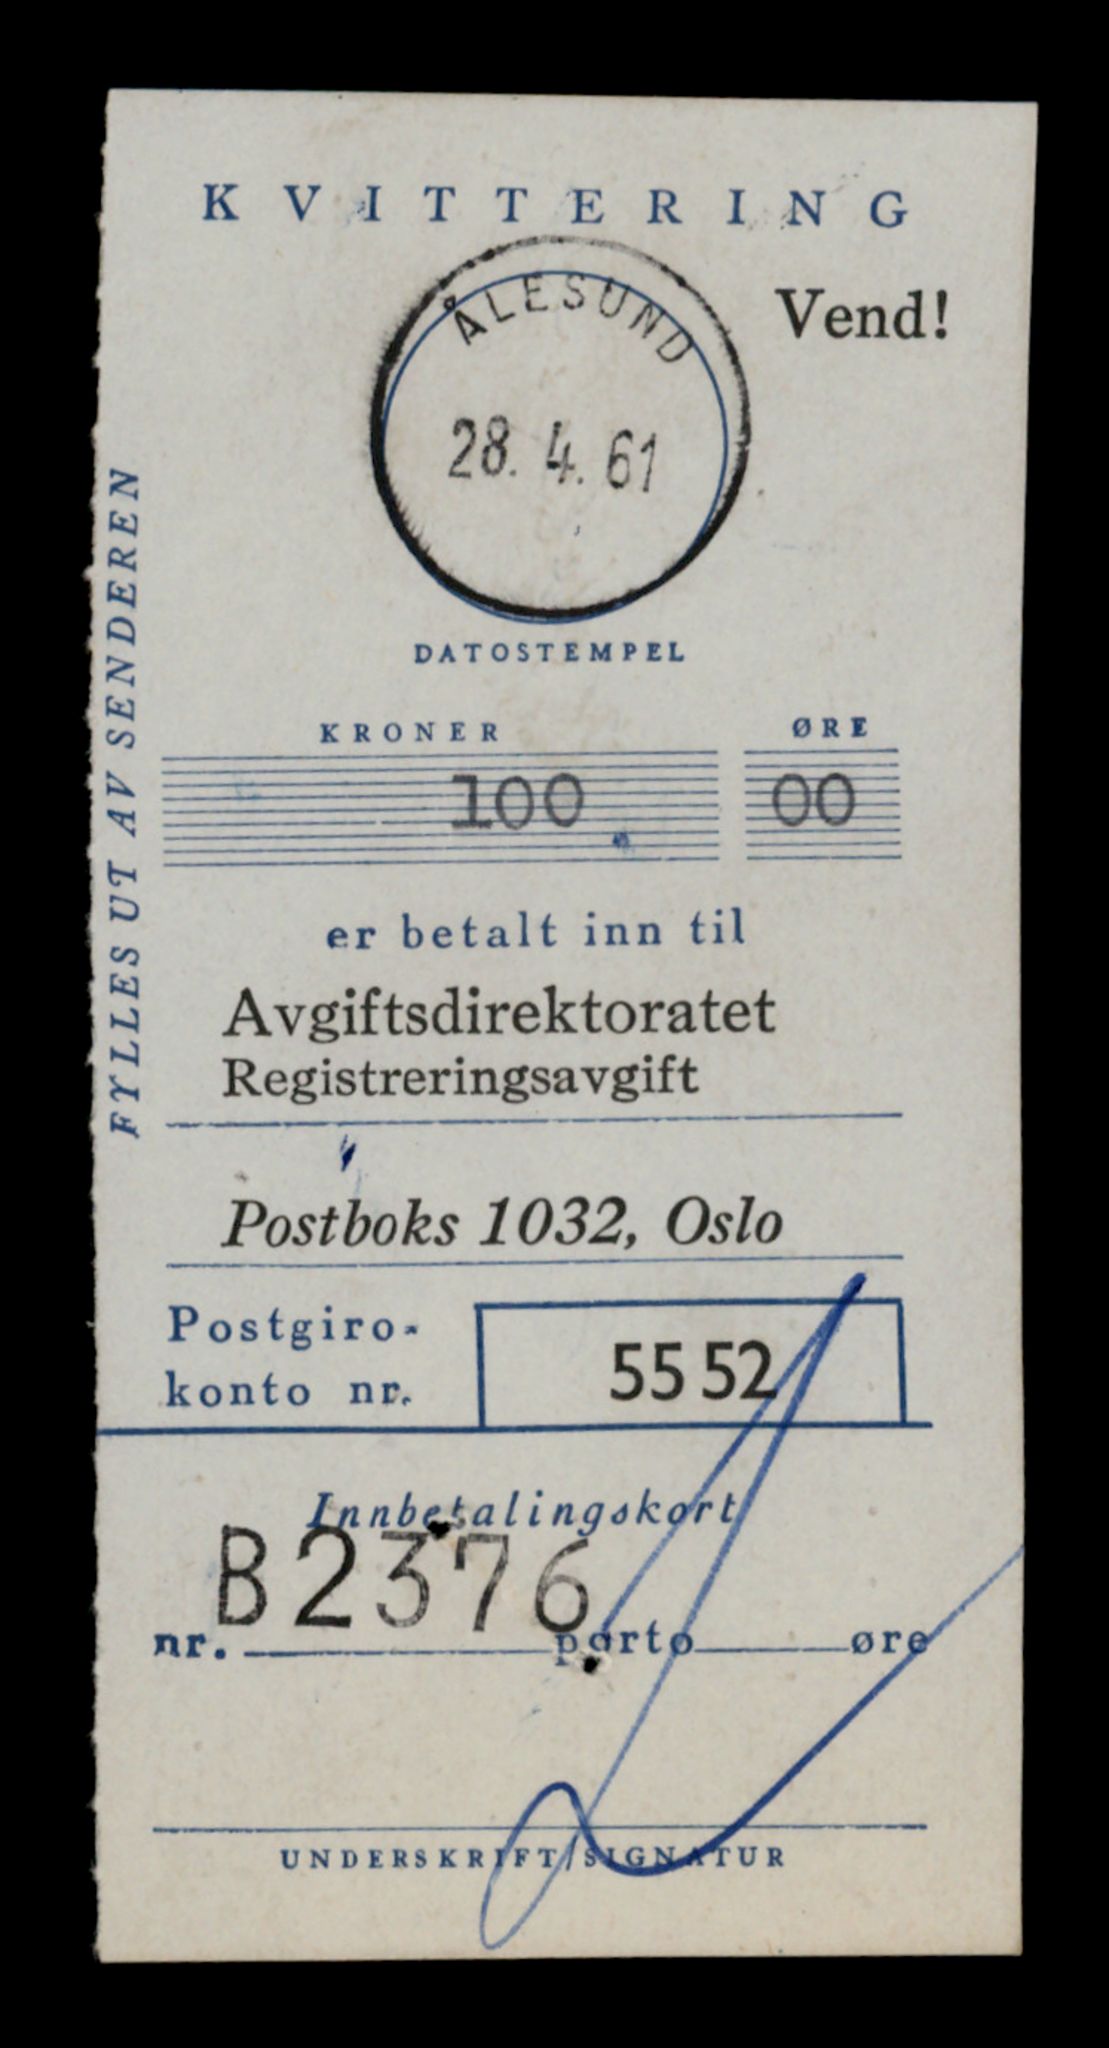 KVITTERING
Vend!
ÅLESUND
28. 4. 61
DATOSTEMPEL
FYLLES UT AV SENDEREN
KRONER ØRE
100 00
er betalt inn til
Avgiftsdirektoratet
Registreringsavgift
Postboks 1032, Oslo
Postgiro-
konto nr.
55 52
Innbetalingskort
B2376
nr. porto øre
UNDERSKRIFT/SIGNATUR